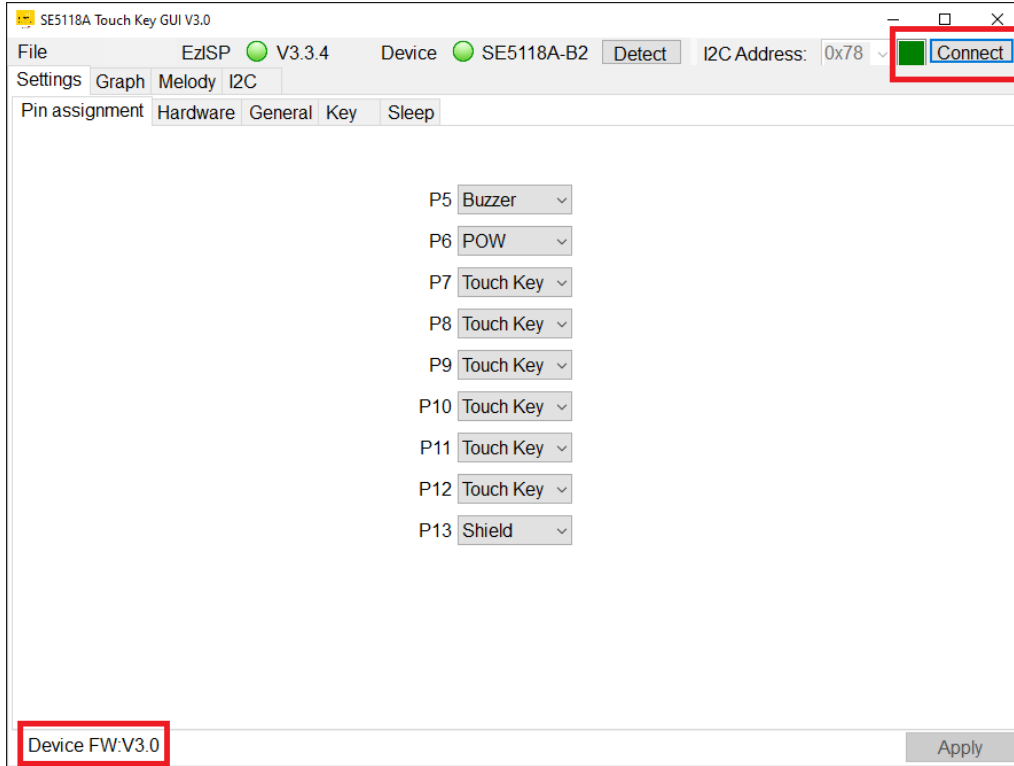 SE5118A Touch Key GUI V3.0
File EzISP V3.3.4 Device SE5118A-B2 Detect I2C Address: 0x78 Connect
Settings Graph Melody I2C
Pin assignment Hardware General Key Sleep
P5 Buzzer
P6 POW
P7 Touch Key
P8 Touch Key
P9 Touch Key
P10 Touch Key
P11 Touch Key
P12 Touch Key
P13 Shield
Device FW:V3.0 Apply